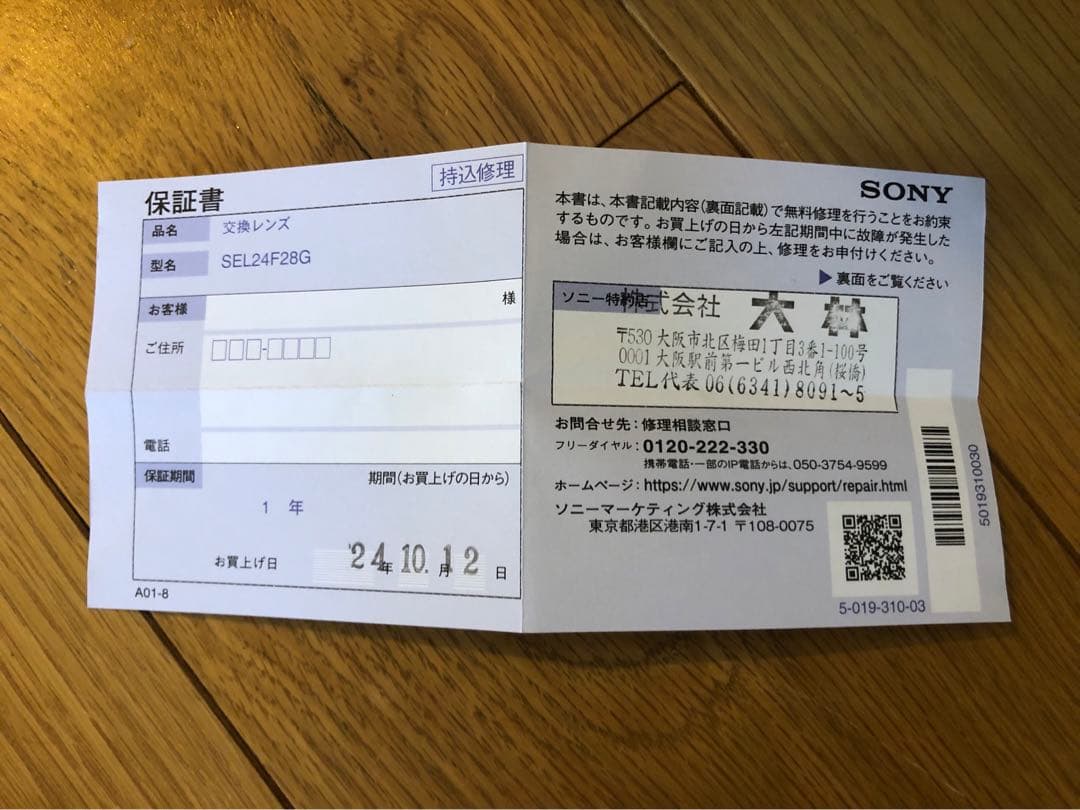 保証書
持込修理
品名 交換レンズ
型名 SEL24F28G
お客様 様
ご住所 □□□-□□□□
電話
保証期間 期間(お買上げの日から)
1 年
お買上げ日 '24年 10.月 12日
A01-8
SONY
本書は、本書記載内容(裏面記載)で無料修理を行うことをお約束
するものです。お買上げの日から左記期間中に故障が発生した
場合は、お客様欄にご記入の上、修理をお申付けください。
▶裏面をご覧ください
ソニー特約店
株式会社 大林
〒530 大阪市北区梅田1丁目3番1-100号
0001 大阪駅前第一ビル西北角(桜橋)
TEL代表 06(6341)8091~5
お問合せ先:修理相談窓口
フリーダイヤル:0120-222-330
携帯電話・一部のIP電話からは、050-3754-9599
ホームページ:https://www.sony.jp/support/repair.html
ソニーマーケティング株式会社
東京都港区港南1-7-1 〒108-0075
5-019-310-03
5019310030